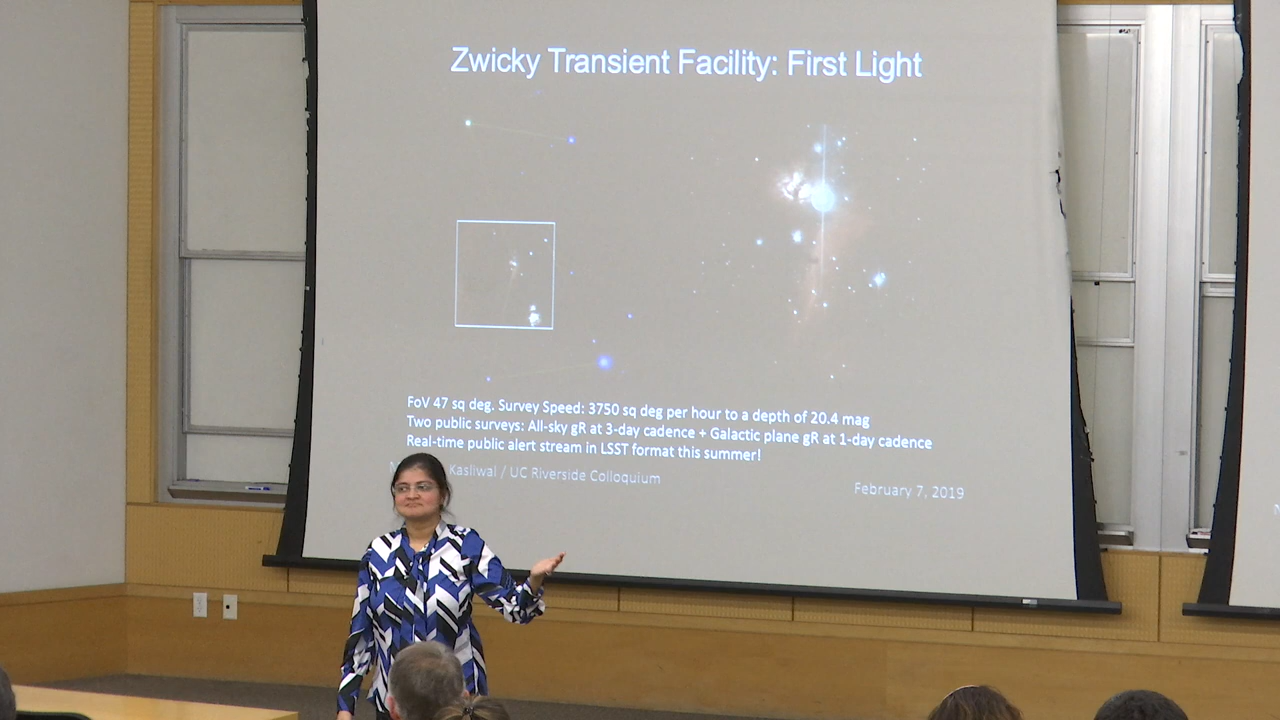 Zwicky Transient Facility: First Light
FoV 47 sq deg. Survey Speed: 3750 sq deg per hour to a depth of 20.4 mag
Two public surveys: All-sky gR at 3-day cadence + Galactic plane gR at 1-day cadence
Real-time public alert stream in LSST format this summer!
Kasliwal / UC Riverside Colloquium
February 7, 2019